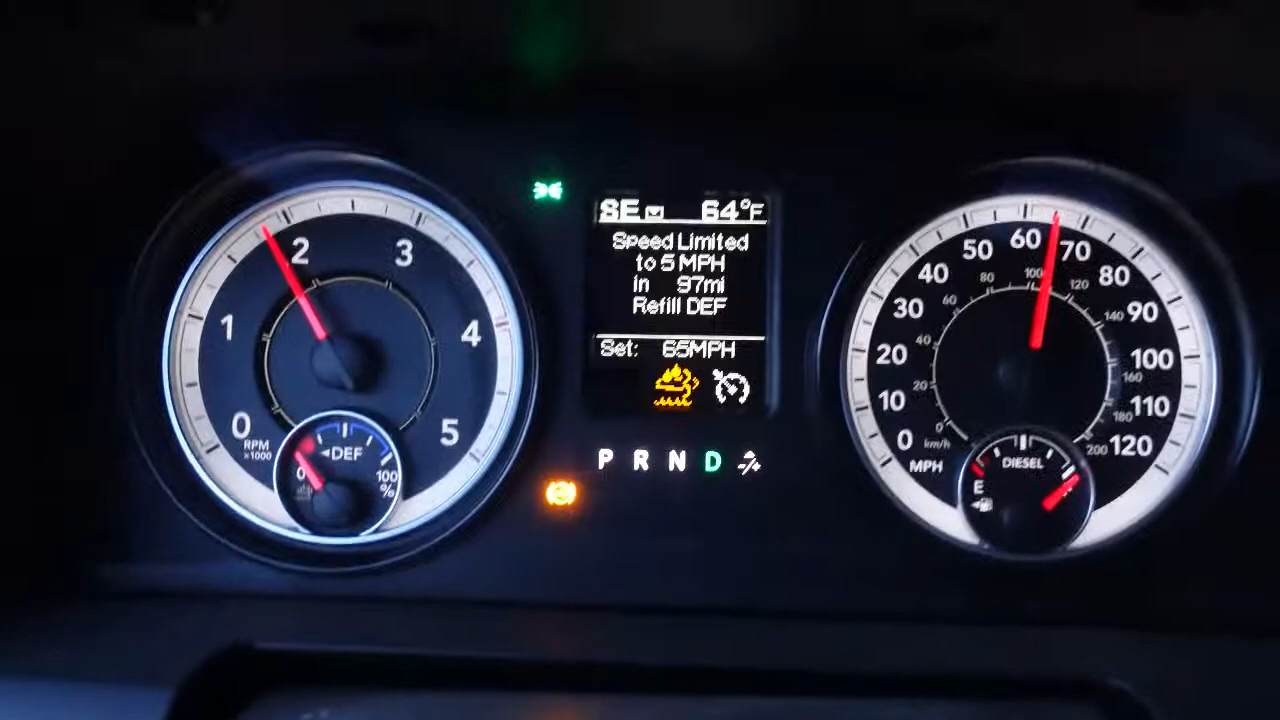 SE 64°F
Speed Limited
to 5 MPH
in 97mi
Refill DEF
Set: 65MPH
P R N D
0
1
2
3
4
5
RPM
x1000
DEF
0
100
%
0
10
20
30
40
50
60
70
80
90
100
110
120
MPH
0
20
40
60
80
100
120
140
160
180
200
km/h
DIESEL
E